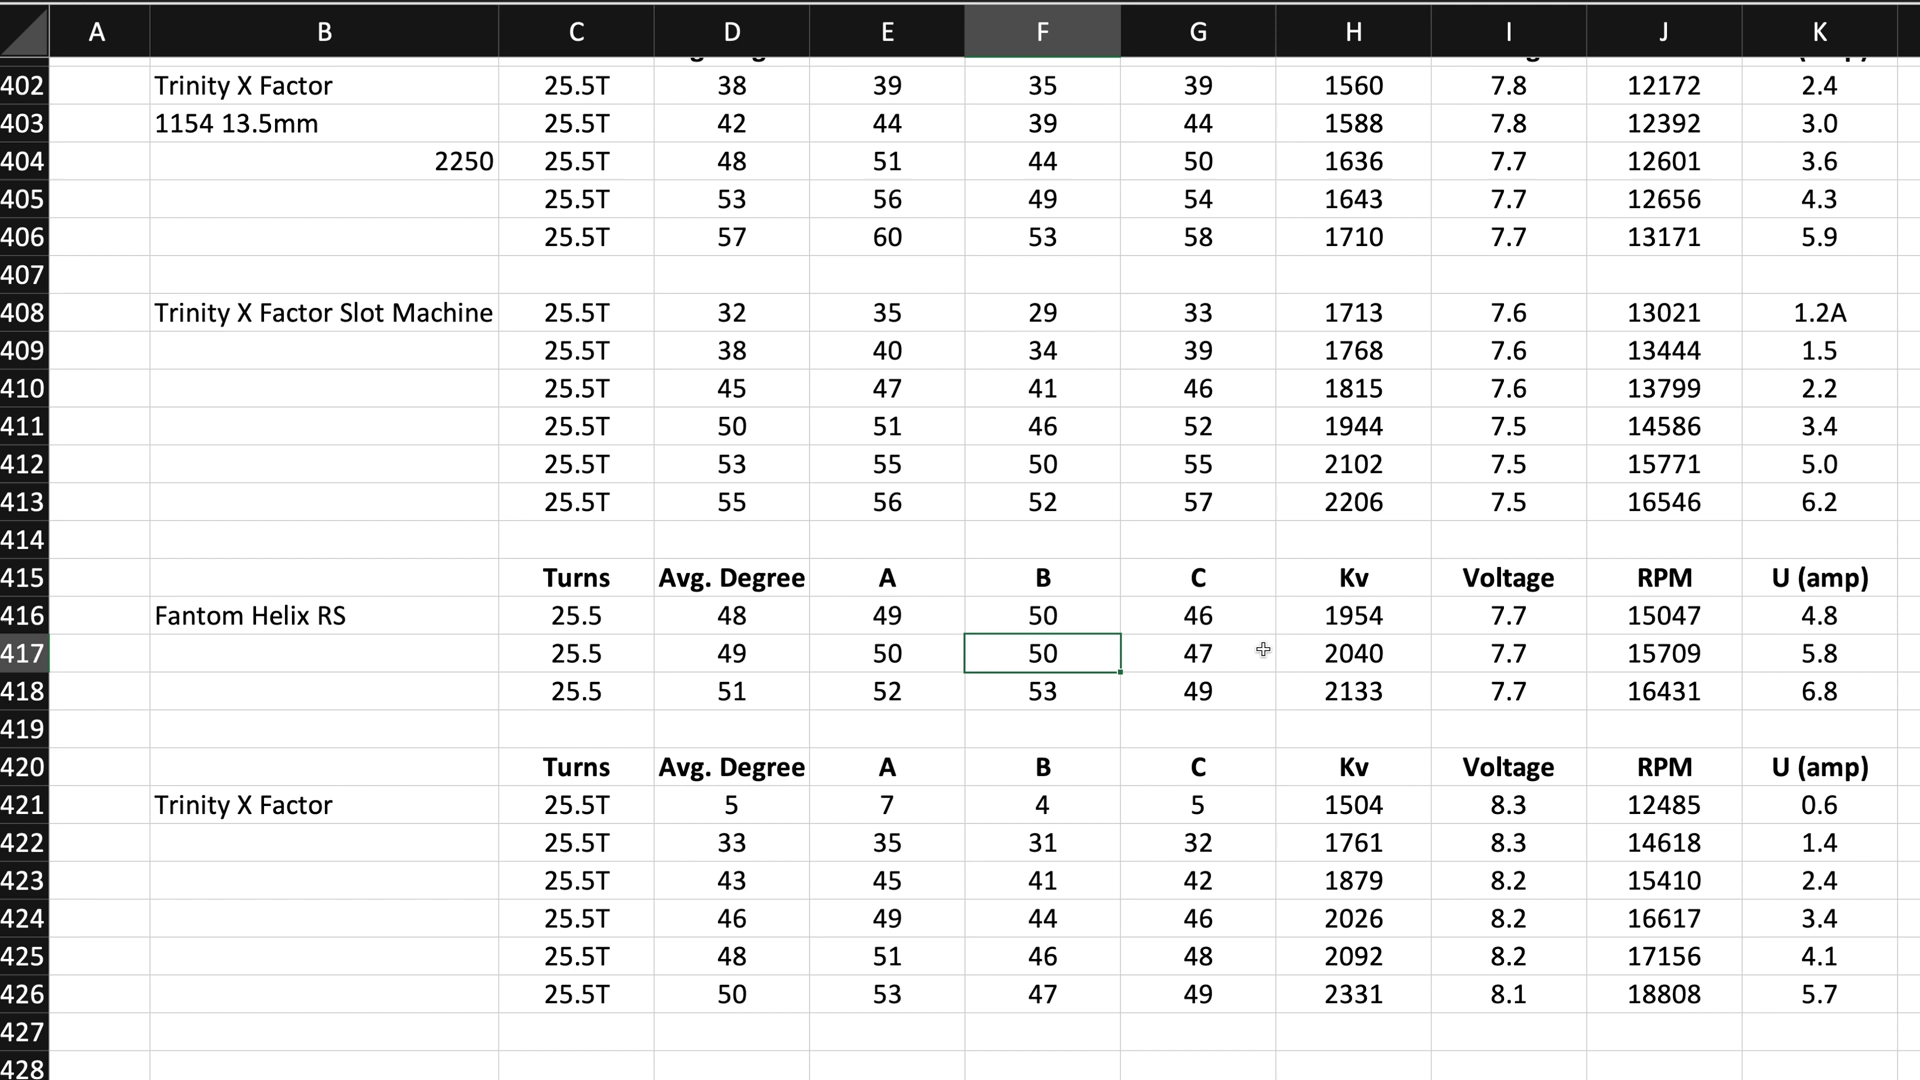 A B C D E F G H I J K
402 Trinity X Factor 25.5T 38 39 35 39 1560 7.8 12172 2.4
403 1154 13.5mm 25.5T 42 44 39 44 1588 7.8 12392 3.0
404 2250 25.5T 48 51 44 50 1636 7.7 12601 3.6
405 25.5T 53 56 49 54 1643 7.7 12656 4.3
406 25.5T 57 60 53 58 1710 7.7 13171 5.9
407
408 Trinity X Factor Slot Machine 25.5T 32 35 29 33 1713 7.6 13021 1.2A
409 25.5T 38 40 34 39 1768 7.6 13444 1.5
410 25.5T 45 47 41 46 1815 7.6 13799 2.2
411 25.5T 50 51 46 52 1944 7.5 14586 3.4
412 25.5T 53 55 50 55 2102 7.5 15771 5.0
413 25.5T 55 56 52 57 2206 7.5 16546 6.2
414
415 Turns Avg. Degree A B C Kv Voltage RPM U (amp)
416 Fantom Helix RS 25.5 48 49 50 46 1954 7.7 15047 4.8
417 25.5 49 50 50 47 2040 7.7 15709 5.8
418 25.5 51 52 53 49 2133 7.7 16431 6.8
419
420 Turns Avg. Degree A B C Kv Voltage RPM U (amp)
421 Trinity X Factor 25.5T 5 7 4 5 1504 8.3 12485 0.6
422 25.5T 33 35 31 32 1761 8.3 14618 1.4
423 25.5T 43 45 41 42 1879 8.2 15410 2.4
424 25.5T 46 49 44 46 2026 8.2 16617 3.4
425 25.5T 48 51 46 48 2092 8.2 17156 4.1
426 25.5T 50 53 47 49 2331 8.1 18808 5.7
427
428